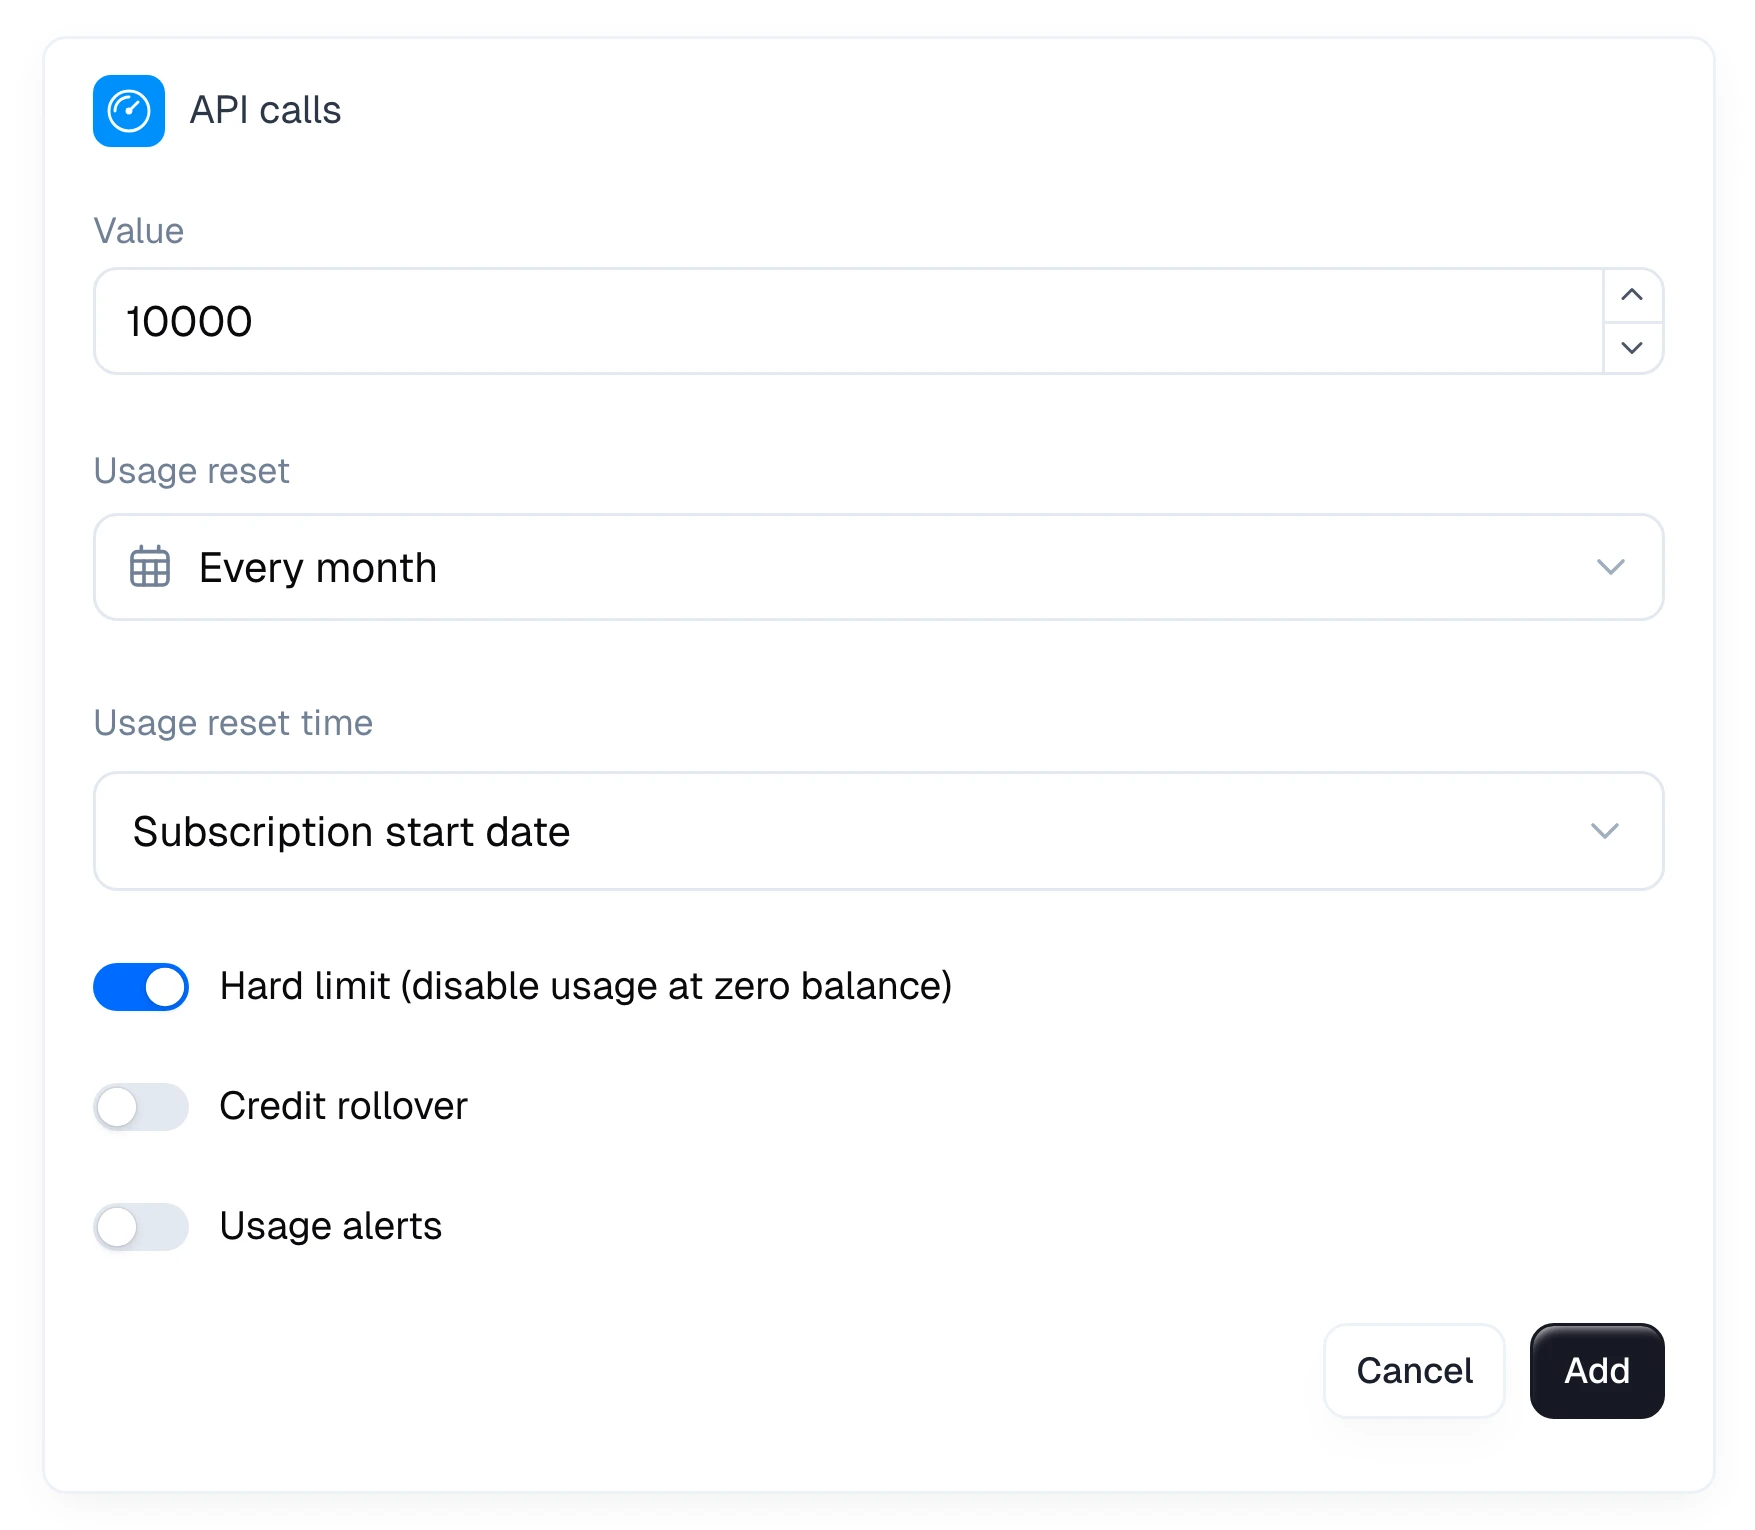 API calls
Value
10000
Usage reset
Every month
Usage reset time
Subscription start date
Hard limit (disable usage at zero balance)
Credit rollover
Usage alerts
Cancel Add